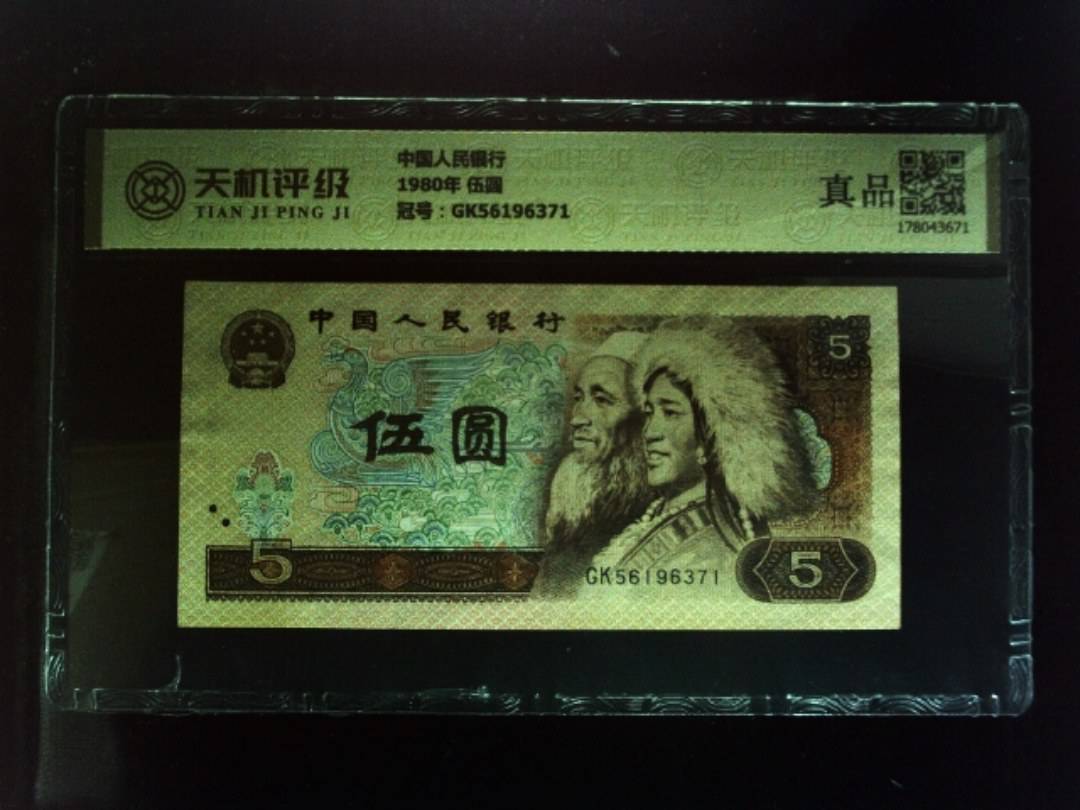 天机评级
TIAN JI PING JI
中国人民银行
1980年 伍圆
冠号：GK56196371
真品
178043671
中国人民银行
5
伍圆
5
GK56196371
5